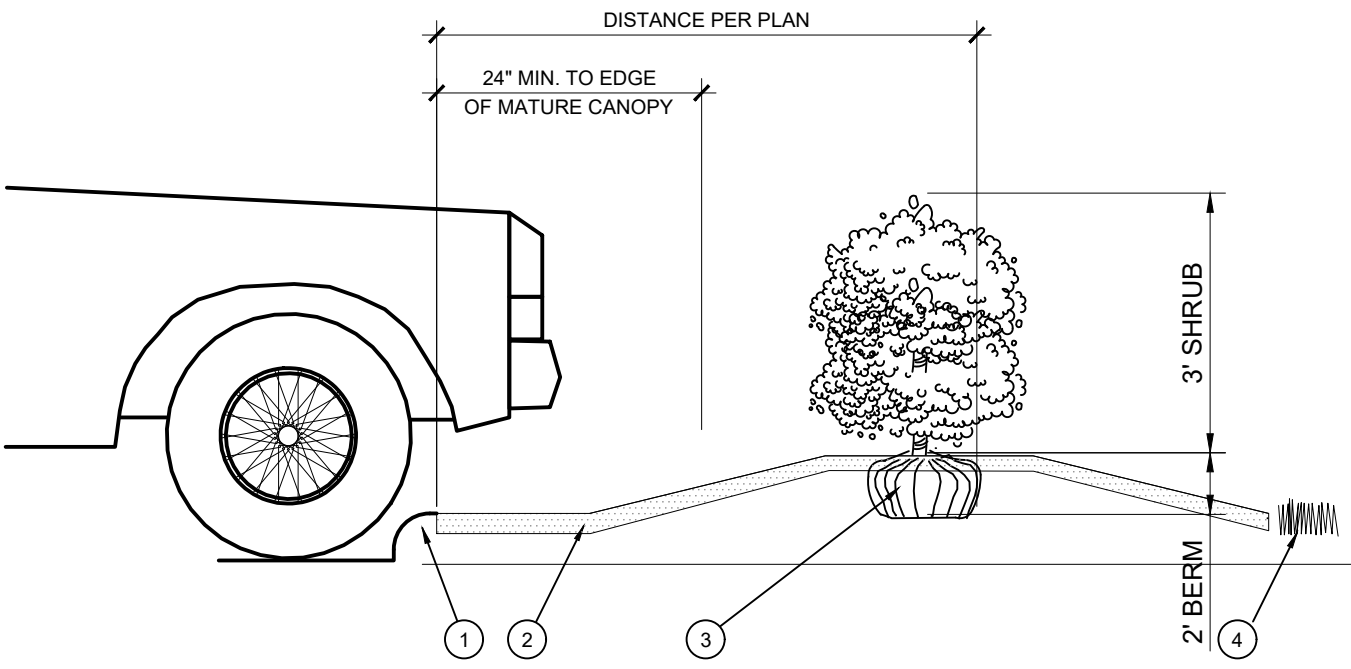 DISTANCE PER PLAN
24" MIN. TO EDGE
OF MATURE CANOPY
3' SHRUB
2' BERM
1
2
3
4